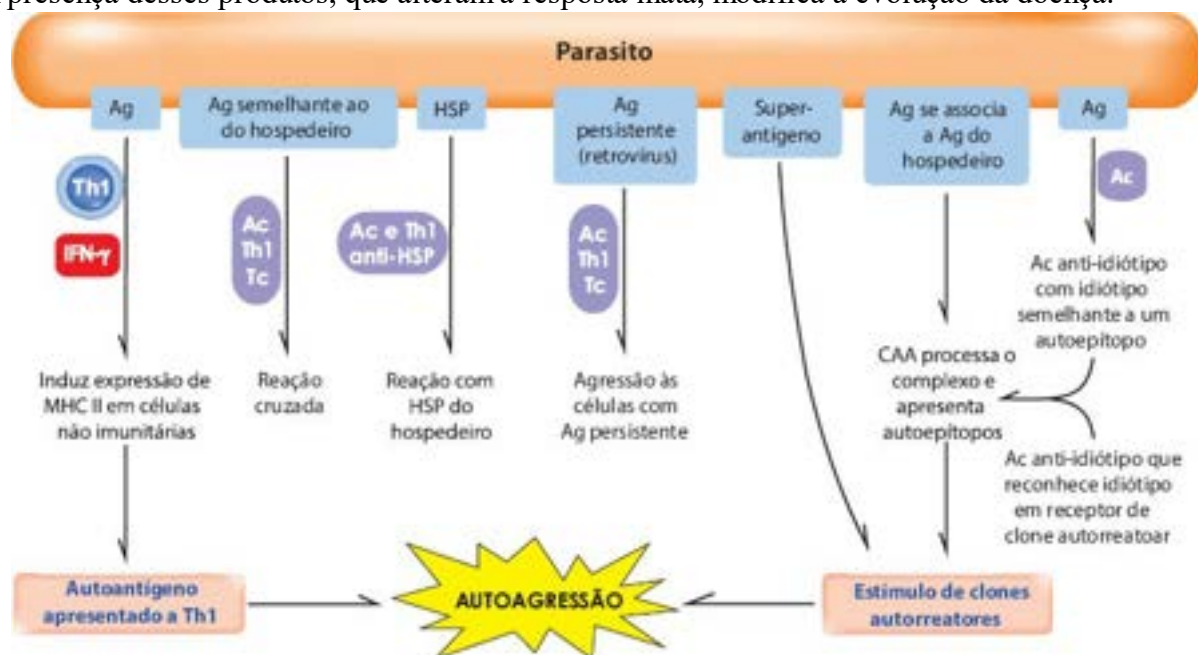 presença desses produtos, que alteram a resposta inata, modifica a evolução da doença.
Parasito
Ag
Th1
IFN-γ
Induz expressão de
MHC II em células
não imunitárias
Autoantígeno
apresentado a Th1
Ag semelhante ao
do hospedeiro
Ac
Th1
Tc
Reação
cruzada
HSP
Ac e Th1
anti-HSP
Reação com
HSP do
hospedeiro
Ag
persistente
(retrovírus)
Ac
Th1
Tc
Agressão às
células com
Ag persistente
Super-
antígeno
Ag se associa
a Ag do
hospedeiro
CAA processa o
complexo e
apresenta
autoepítopos
Ag
Ac
Ac anti-idiótipo
com idiótipo
semelhante a um
autoepítopo
Ac anti-idiótipo que
reconhece idiótipo
em receptor de
clone autorreatoar
Estímulo de clones
autorreatores
AUTOAGRESSÃO